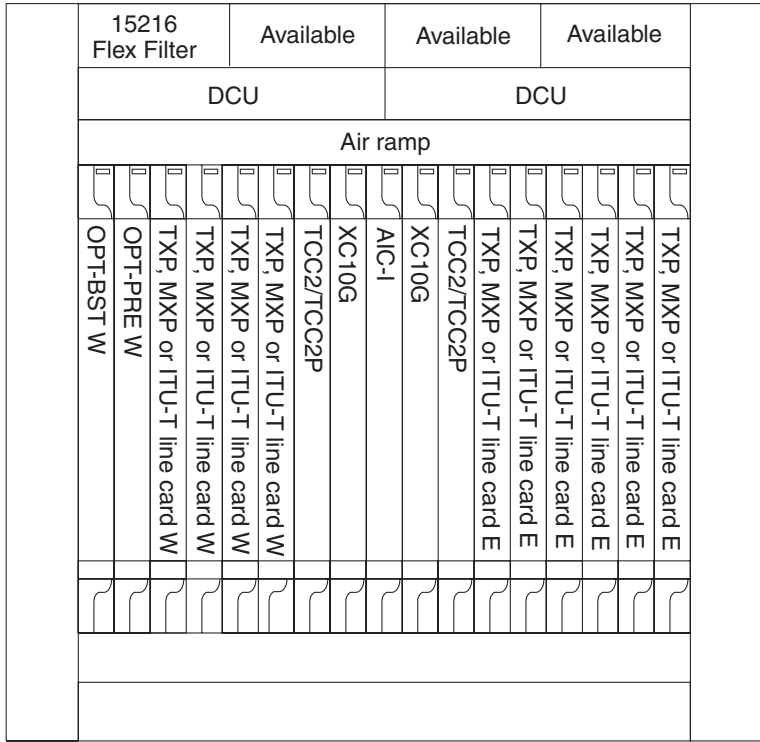 15216
Flex Filter
Available
Available
Available
DCU
DCU
Air ramp
OPT-BST W
OPT-PRE W
TXP, MXP or ITU-T line card W
TXP, MXP or ITU-T line card W
TXP, MXP or ITU-T line card W
TXP, MXP or ITU-T line card W
TCC2/TCC2P
XC10G
AIC-I
XC10G
TCC2/TCC2P
TXP, MXP or ITU-T line card E
TXP, MXP or ITU-T line card E
TXP, MXP or ITU-T line card E
TXP, MXP or ITU-T line card E
TXP, MXP or ITU-T line card E
TXP, MXP or ITU-T line card E